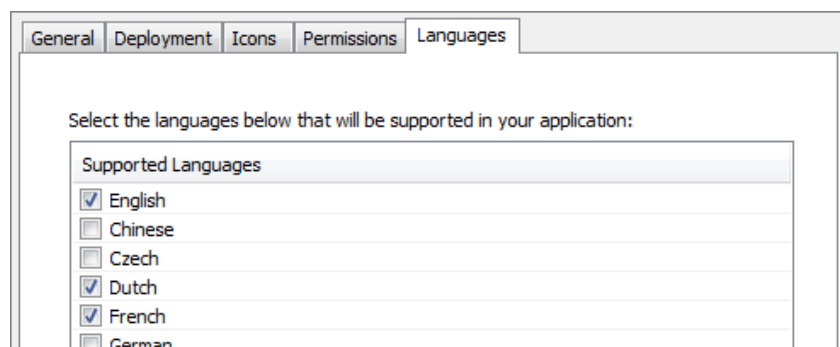 General Deployment Icons Permissions Languages
Select the languages below that will be supported in your application:
Supported Languages
English
Chinese
Czech
Dutch
French
German